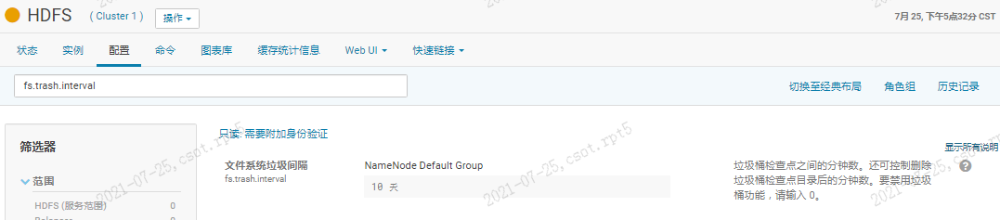 HDFS ( Cluster 1 ) 操作 7月 25, 下午5点32分 CST
状态 实例 配置 命令 图表库 缓存统计信息 Web UI 快速链接
fs.trash.interval 切换至经典布局 角色组 历史记录
筛选器
范围
HDFS (服务范围) 0
Balancer 0
只读: 需要附加身份验证
显示所有说明
文件系统垃圾间隔 NameNode Default Group
fs.trash.interval
10 天
垃圾桶检查点之间的分钟数。还可控制删除
垃圾桶检查点目录后的分钟数。要禁用垃圾
桶功能，请输入 0。
2021-07-25,csot.rpt5
2021-07-25,csot.rpt5
2021-07-25,csot.rpt5